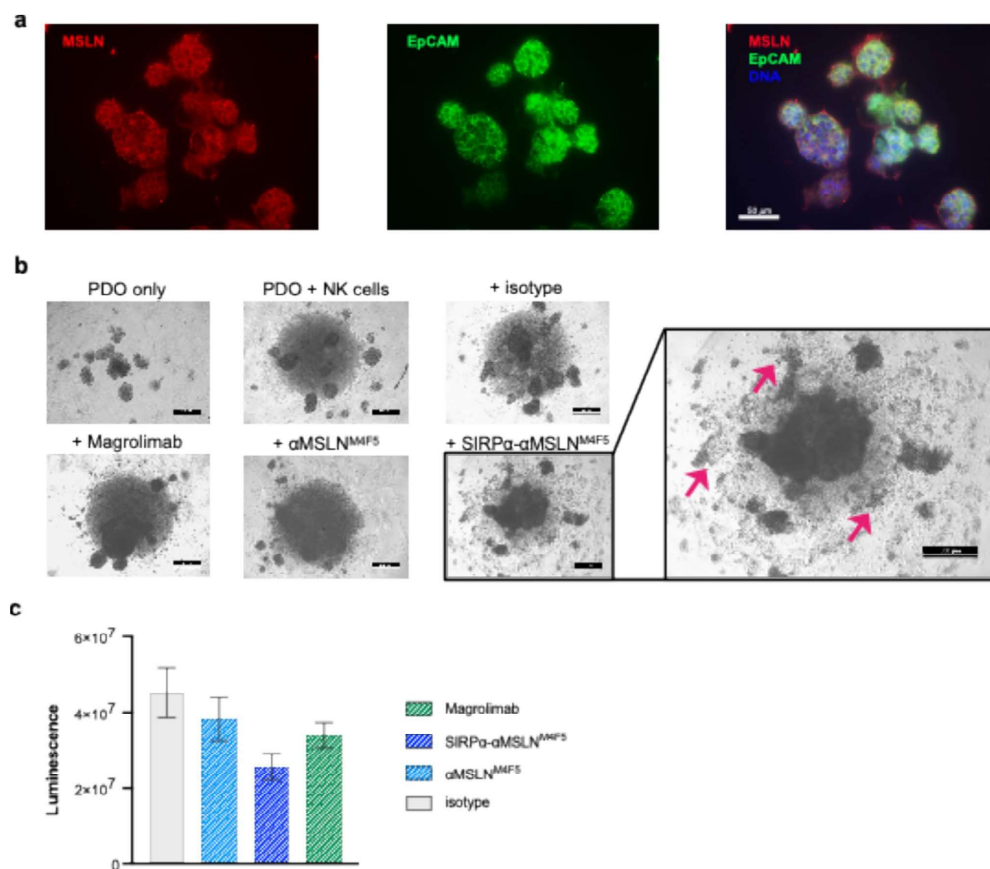 a
MSLN
EpCAM
MSLN
EpCAM
DNA
50 µm
b
PDO only
PDO + NK cells
+ isotype
+ Magrolimab
+ αMSLN^M4F5
+ SIRPα-αMSLN^M4F5
c
6×10^7
4×10^7
2×10^7
0
Luminescence
Magrolimab
SIRPα-αMSLN^M4F5
αMSLN^M4F5
isotype